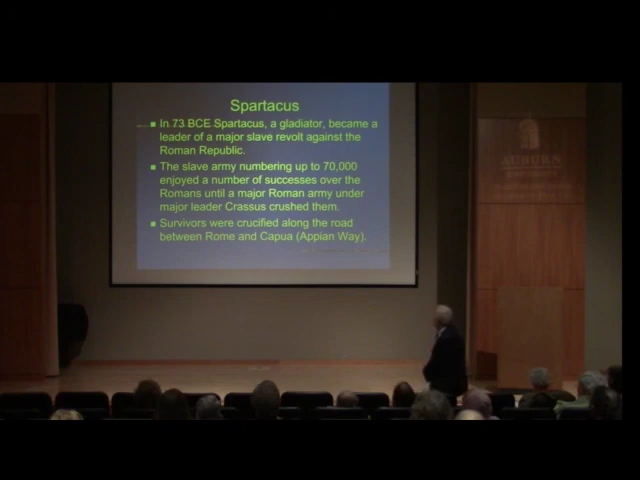 Spartacus
In 73 BCE Spartacus, a gladiator, became a
leader of a major slave revolt against the
Roman Republic.
The slave army numbering up to 70,000
enjoyed a number of successes over the
Romans until a major Roman army under
major leader Crassus crushed them.
Survivors were crucified along the road
between Rome and Capua (Appian Way).
AUBURN
UNIVERSITY